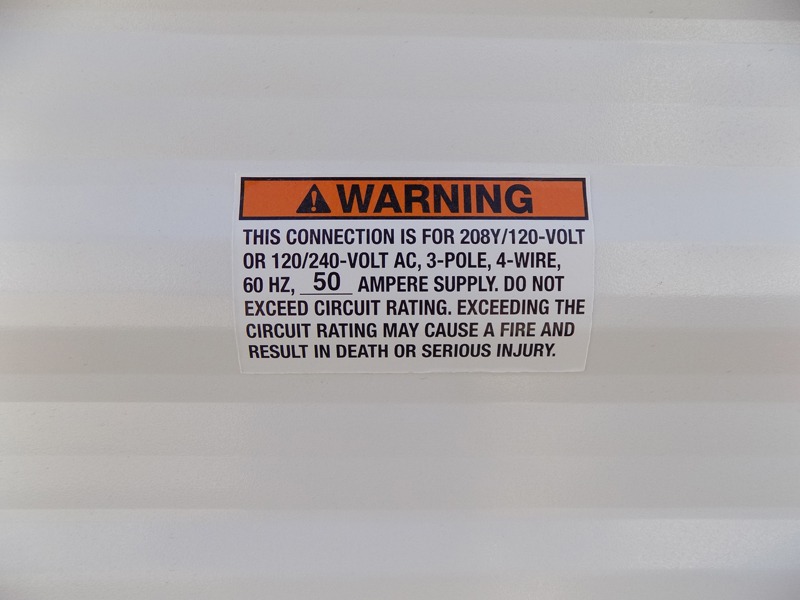 WARNING
THIS CONNECTION IS FOR 208Y/120-VOLT
OR 120/240-VOLT AC, 3-POLE, 4-WIRE,
60 HZ, 50 AMPERE SUPPLY. DO NOT
EXCEED CIRCUIT RATING. EXCEEDING THE
CIRCUIT RATING MAY CAUSE A FIRE AND
RESULT IN DEATH OR SERIOUS INJURY.